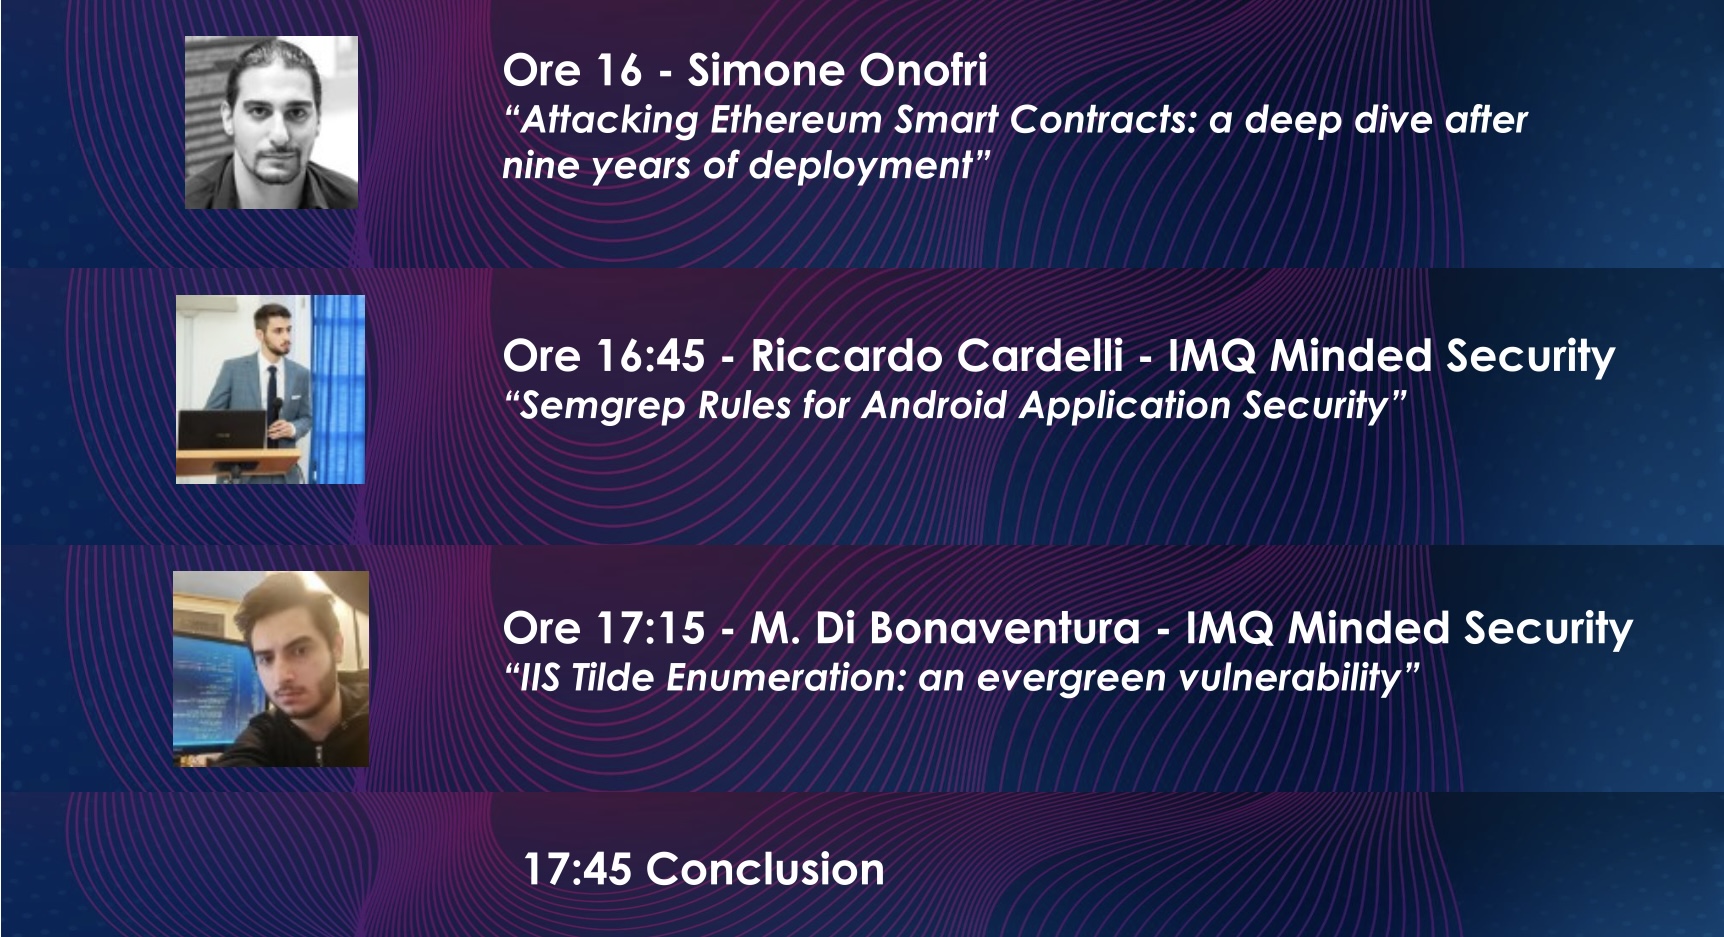 Ore 16 - Simone Onofri
“Attacking Ethereum Smart Contracts: a deep dive after
nine years of deployment”
Ore 16:45 - Riccardo Cardelli - IMQ Minded Security
“Semgrep Rules for Android Application Security”
Ore 17:15 - M. Di Bonaventura - IMQ Minded Security
“IIS Tilde Enumeration: an evergreen vulnerability”
17:45 Conclusion